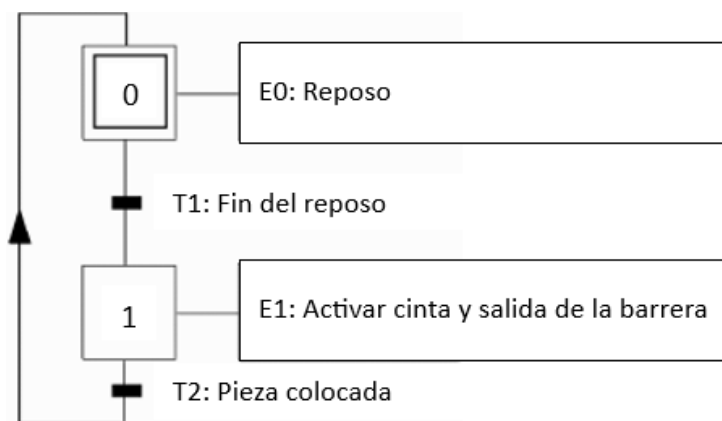 0
E0: Reposo
T1: Fin del reposo
1
E1: Activar cinta y salida de la barrera
T2: Pieza colocada